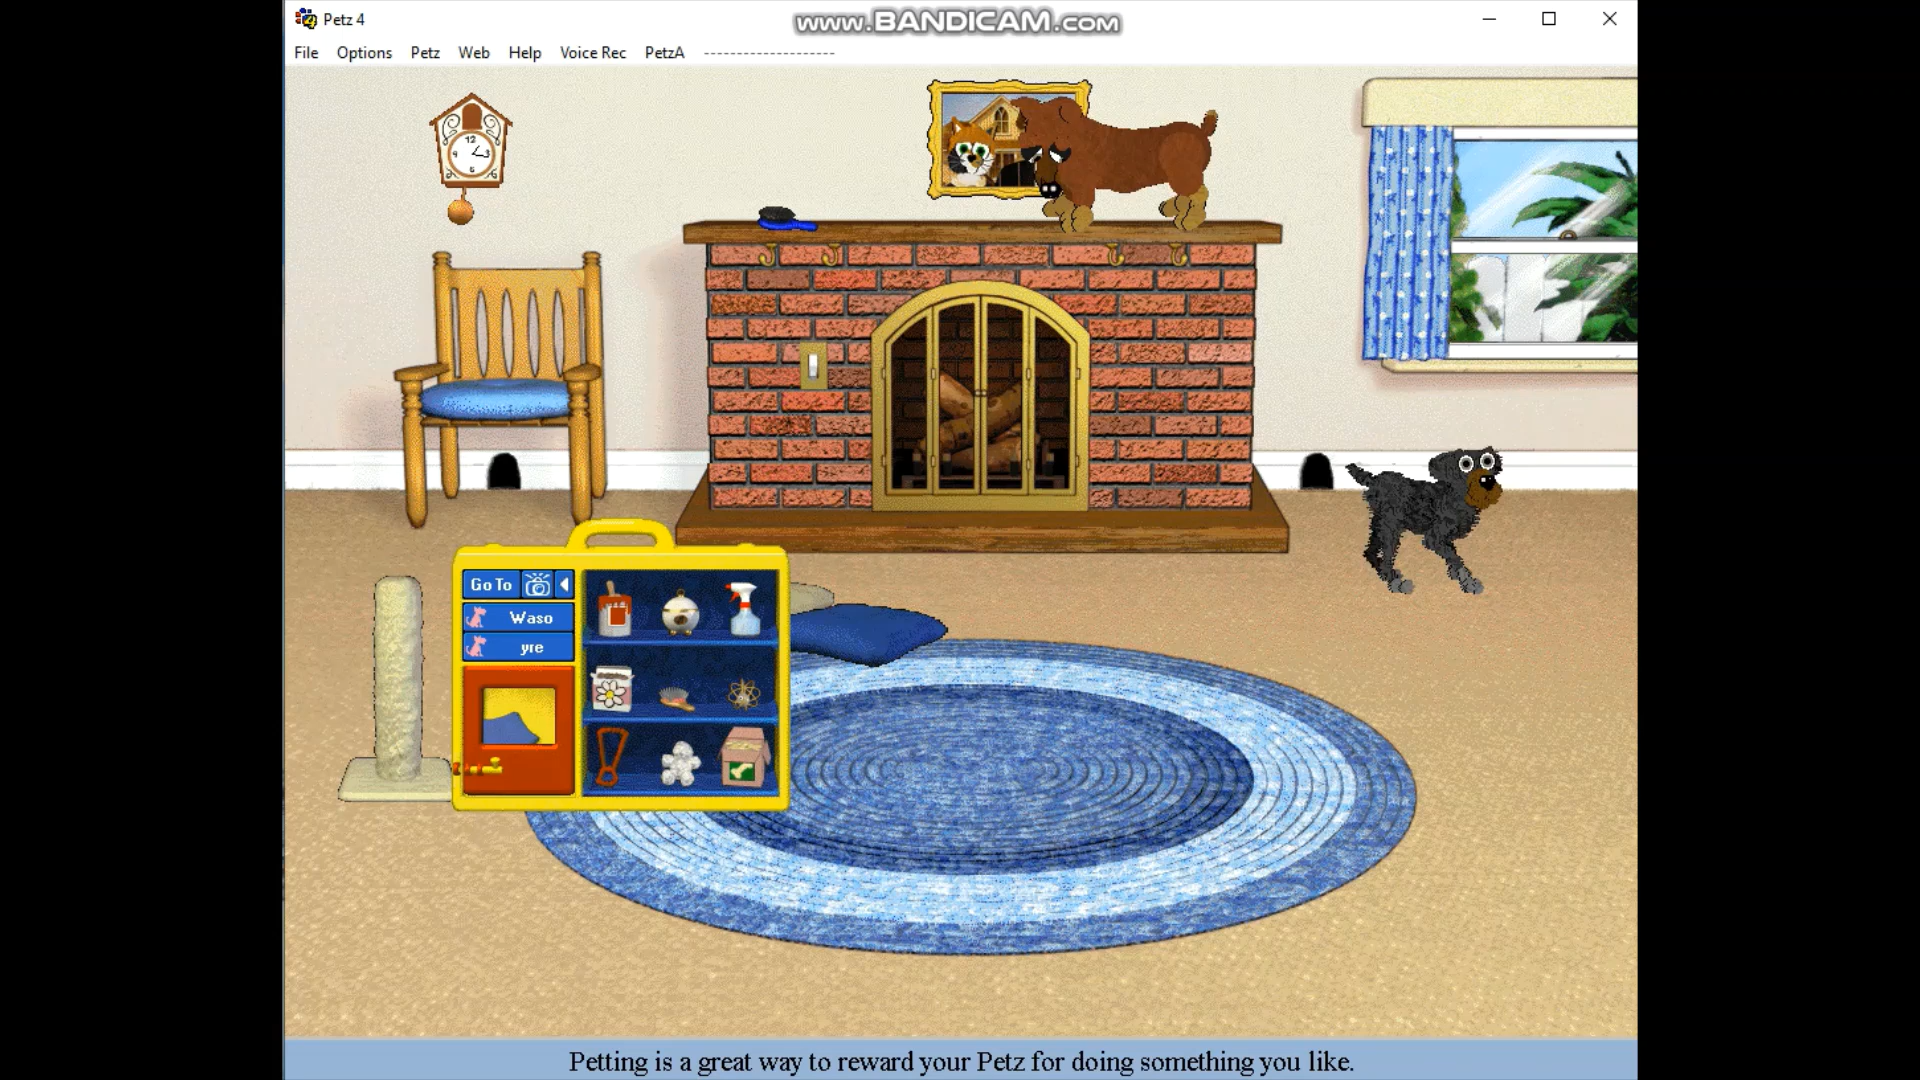 Petz 4
www.BANDICAM.com
File Options Petz Web Help Voice Rec PetzA --------------------
Go To
Waso
yre
Petting is a great way to reward your Petz for doing something you like.